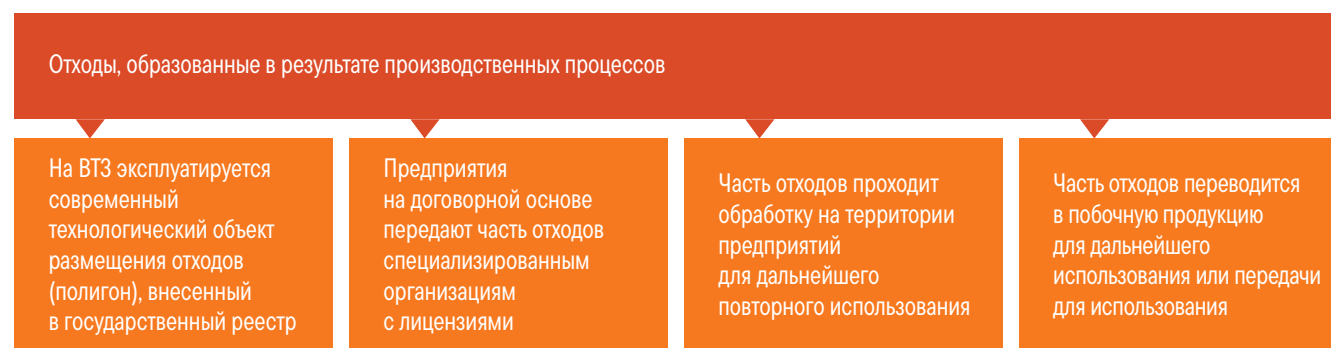 Отходы, образованные в результате производственных процессов
На ВТЗ эксплуатируется
современный
технологический объект
размещения отходов
(полигон), внесенный
в государственный реестр
Предприятия
на договорной основе
передают часть отходов
специализированным
организациям
с лицензиями
Часть отходов проходит
обработку на территории
предприятий
для дальнейшего
повторного использования
Часть отходов переводится
в побочную продукцию
для дальнейшего
использования или передачи
для использования